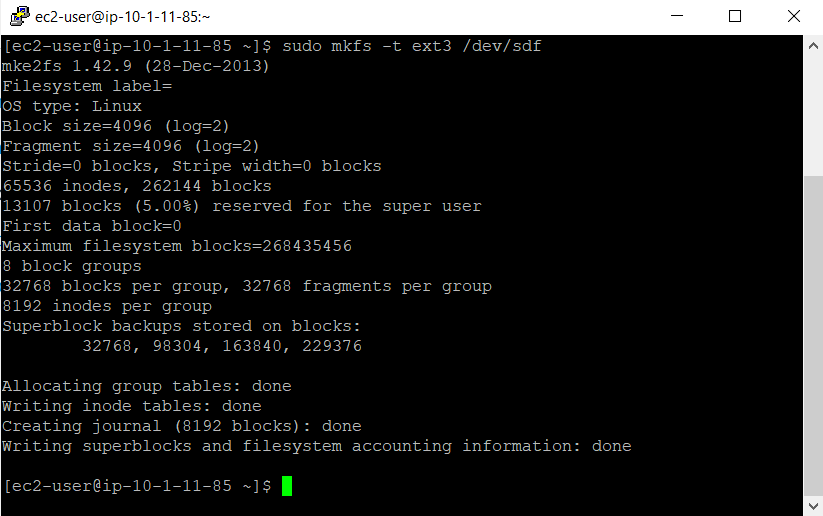 ec2-user@ip-10-1-11-85:~
[ec2-user@ip-10-1-11-85 ~]$ sudo mkfs -t ext3 /dev/sdf
mke2fs 1.42.9 (28-Dec-2013)
Filesystem label=
OS type: Linux
Block size=4096 (log=2)
Fragment size=4096 (log=2)
Stride=0 blocks, Stripe width=0 blocks
65536 inodes, 262144 blocks
13107 blocks (5.00%) reserved for the super user
First data block=0
Maximum filesystem blocks=268435456
8 block groups
32768 blocks per group, 32768 fragments per group
8192 inodes per group
Superblock backups stored on blocks:
        32768, 98304, 163840, 229376

Allocating group tables: done
Writing inode tables: done
Creating journal (8192 blocks): done
Writing superblocks and filesystem accounting information: done

[ec2-user@ip-10-1-11-85 ~]$